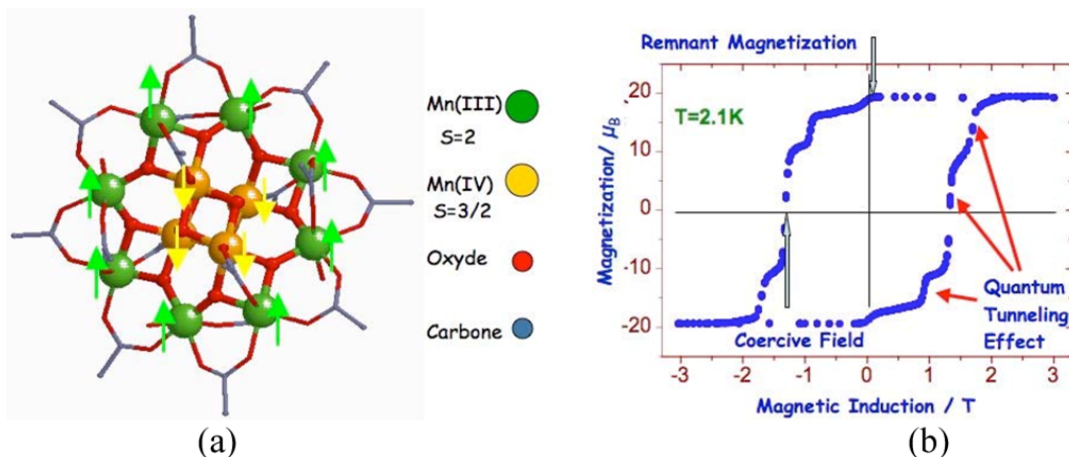 Mn(III)
S=2
Mn(IV)
S=3/2
Oxyde
Carbone
(a)
Remnant Magnetization
T=2.1K
Magnetization/ μB
20
10
0
-10
-20
Quantum
Tunneling
Effect
Coercive Field
-3 -2 -1 0 1 2 3
Magnetic Induction / T
(b)